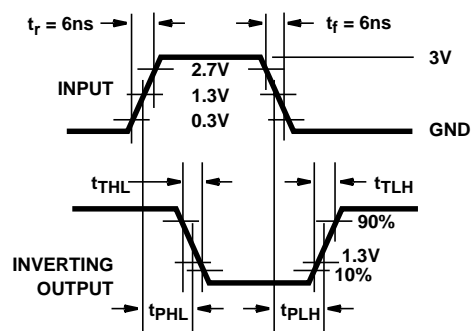 tr = 6ns
tf = 6ns
3V
INPUT
2.7V
1.3V
0.3V
GND
tTHL
tTLH
90%
1.3V
10%
INVERTING
OUTPUT
tPHL
tPLH